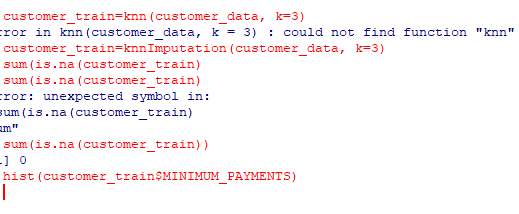 customer_train=knn(customer_data, k=3)
rror in knn(customer_data, k = 3) : could not find function "knn"
customer_train=knnImputation(customer_data, k=3)
sum(is.na(customer_train)
sum(is.na(customer_train)
rror: unexpected symbol in:
sum(is.na(customer_train)
um"
sum(is.na(customer_train))
] 0
hist(customer_train$MINIMUM_PAYMENTS)